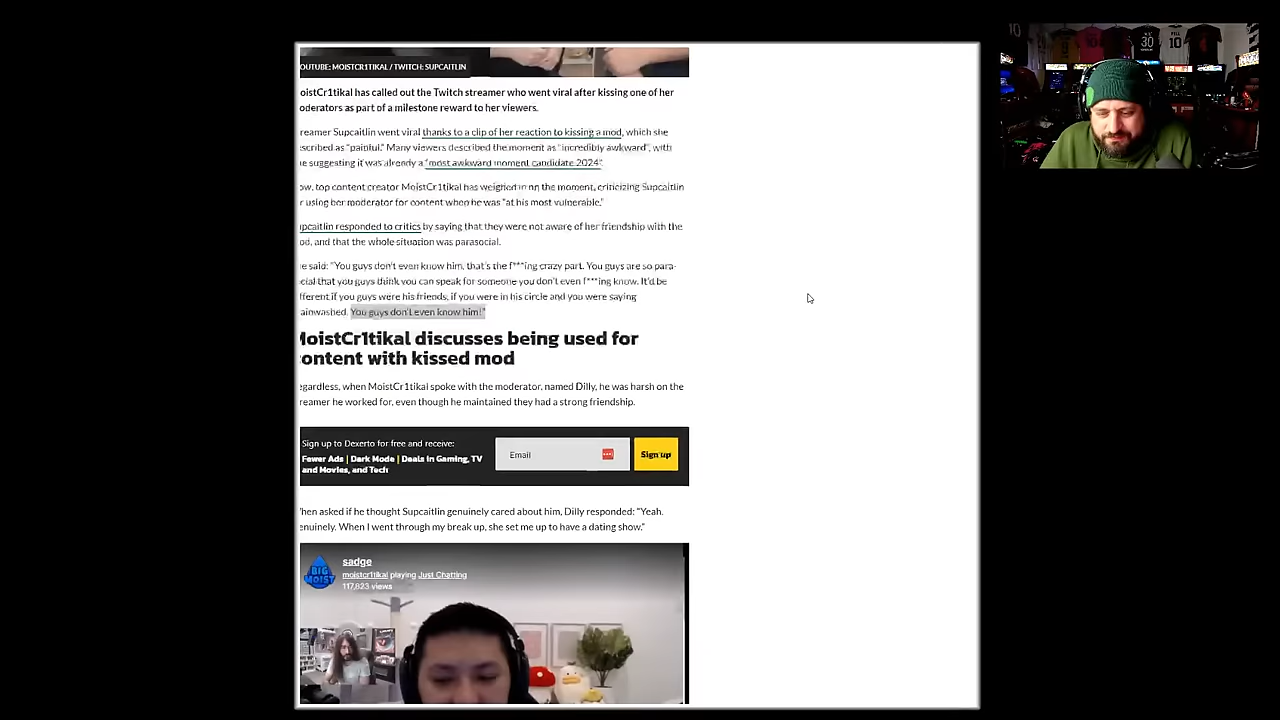 OUTUBE: MOISTCR1TIKAL / TWITCH: SUPCAITLIN
oistCr1tikal has called out the Twitch streamer who went viral after kissing one of her
oderators as part of a milestone reward to her viewers.
reamer Supcaitlin went viral thanks to a clip of her reaction to kissing a mod, which she
scribed as "painful." Many viewers described the moment as "incredibly awkward", with
e suggesting it was already a "most awkward moment candidate 2024".
ow, top content creator MoistCr1tikal has weighed in on the moment, criticizing Supcaitlin
r using her moderator for content when he was "at his most vulnerable."
upcaitlin responded to critics by saying that they were not aware of her friendship with the
od, and that the whole situation was parasocial.
e said: "You guys don't even know him, that's the f***ing crazy part. You guys are so para-
cial that you guys think you can speak for someone you don't even f***ing know. It'd be
fferent if you guys were his friends, if you were in his circle and you were saying
ainwashed. You guys don't even know him!"
MoistCr1tikal discusses being used for
ontent with kissed mod
egardless, when MoistCr1tikal spoke with the moderator, named Dilly, he was harsh on the
reamer he worked for, even though he maintained they had a strong friendship.
Sign up to Dexerto for free and receive:
Fewer Ads | Dark Mode | Deals in Gaming, TV
and Movies, and Tech
Email
Sign up
hen asked if he thought Supcaitlin genuinely cared about him, Dilly responded: "Yeah.
enuinely. When I went through my break up, she set me up to have a dating show."
BIG
MOIST
sadge
moistcr1tikal playing Just Chatting
117,823 views